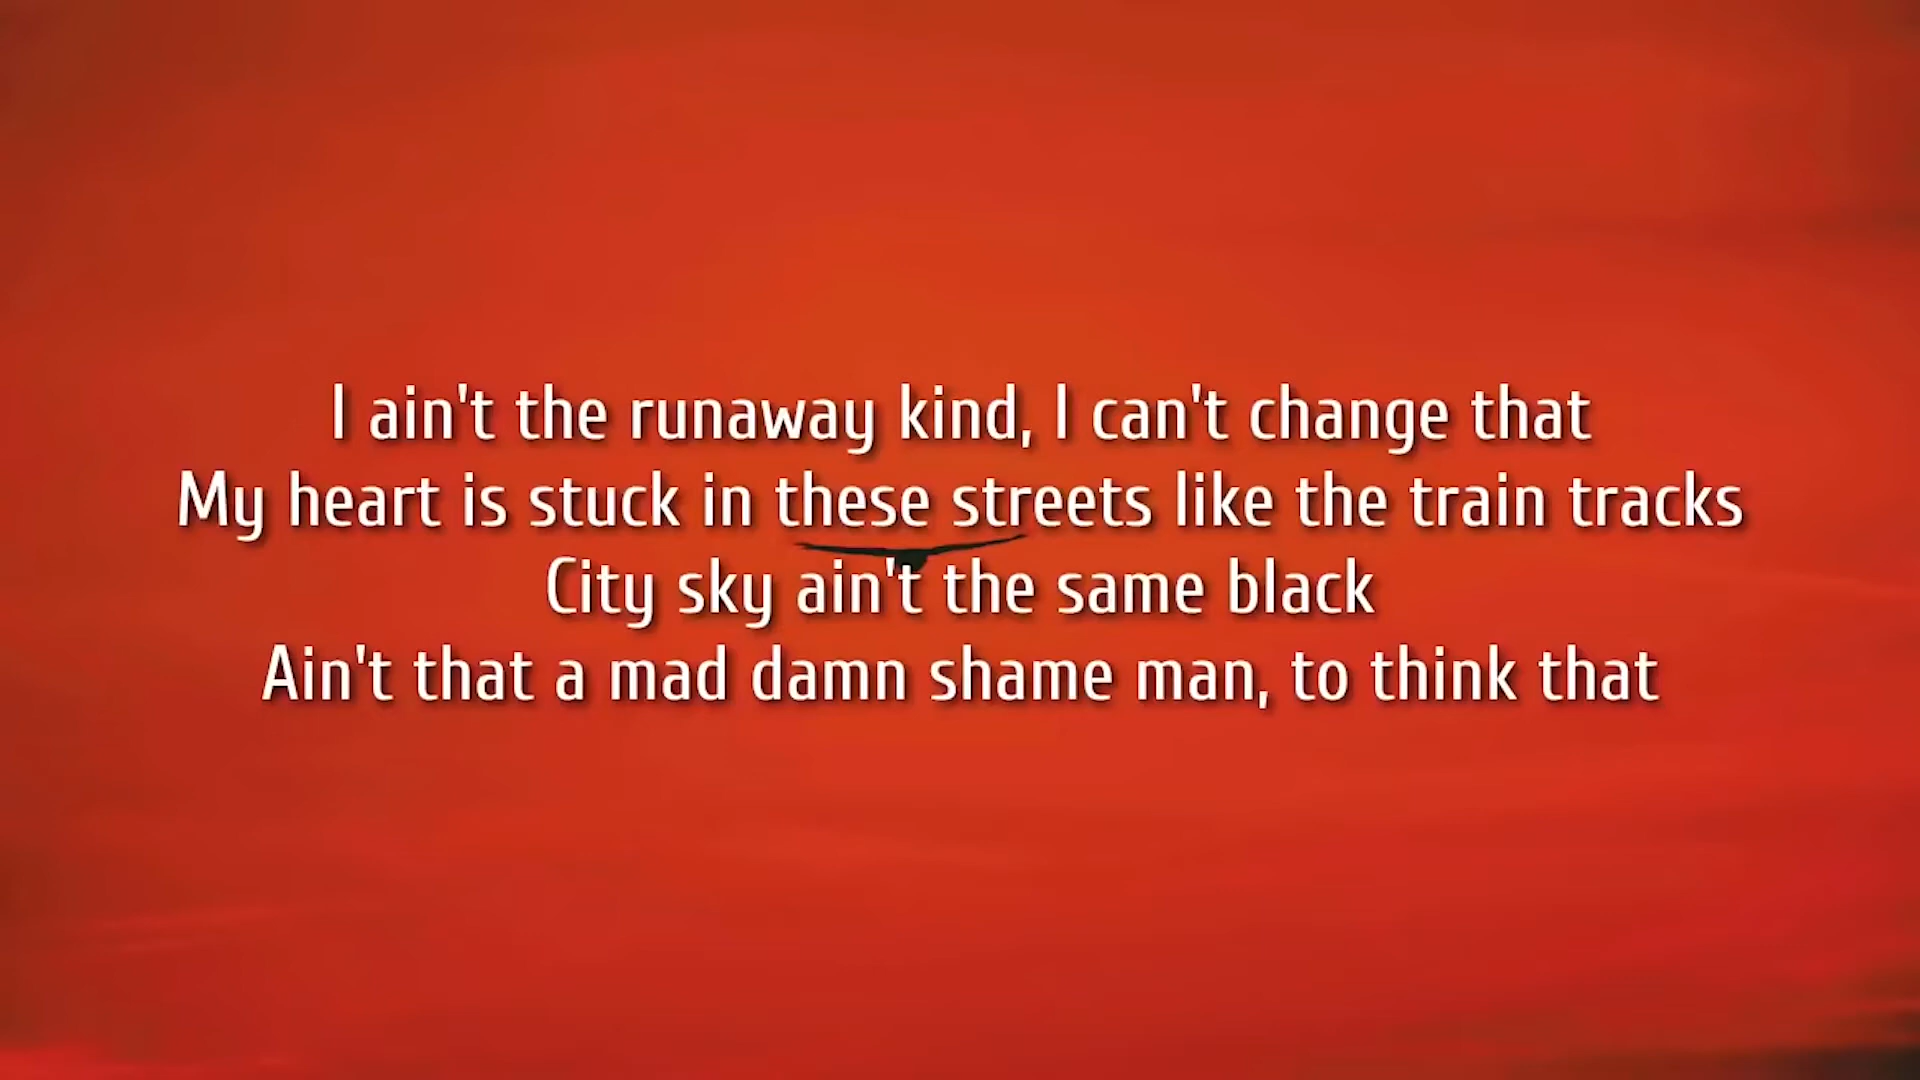 I ain't the runaway kind, I can't change that
My heart is stuck in these streets like the train tracks
City sky ain't the same black
Ain't that a mad damn shame man, to think that